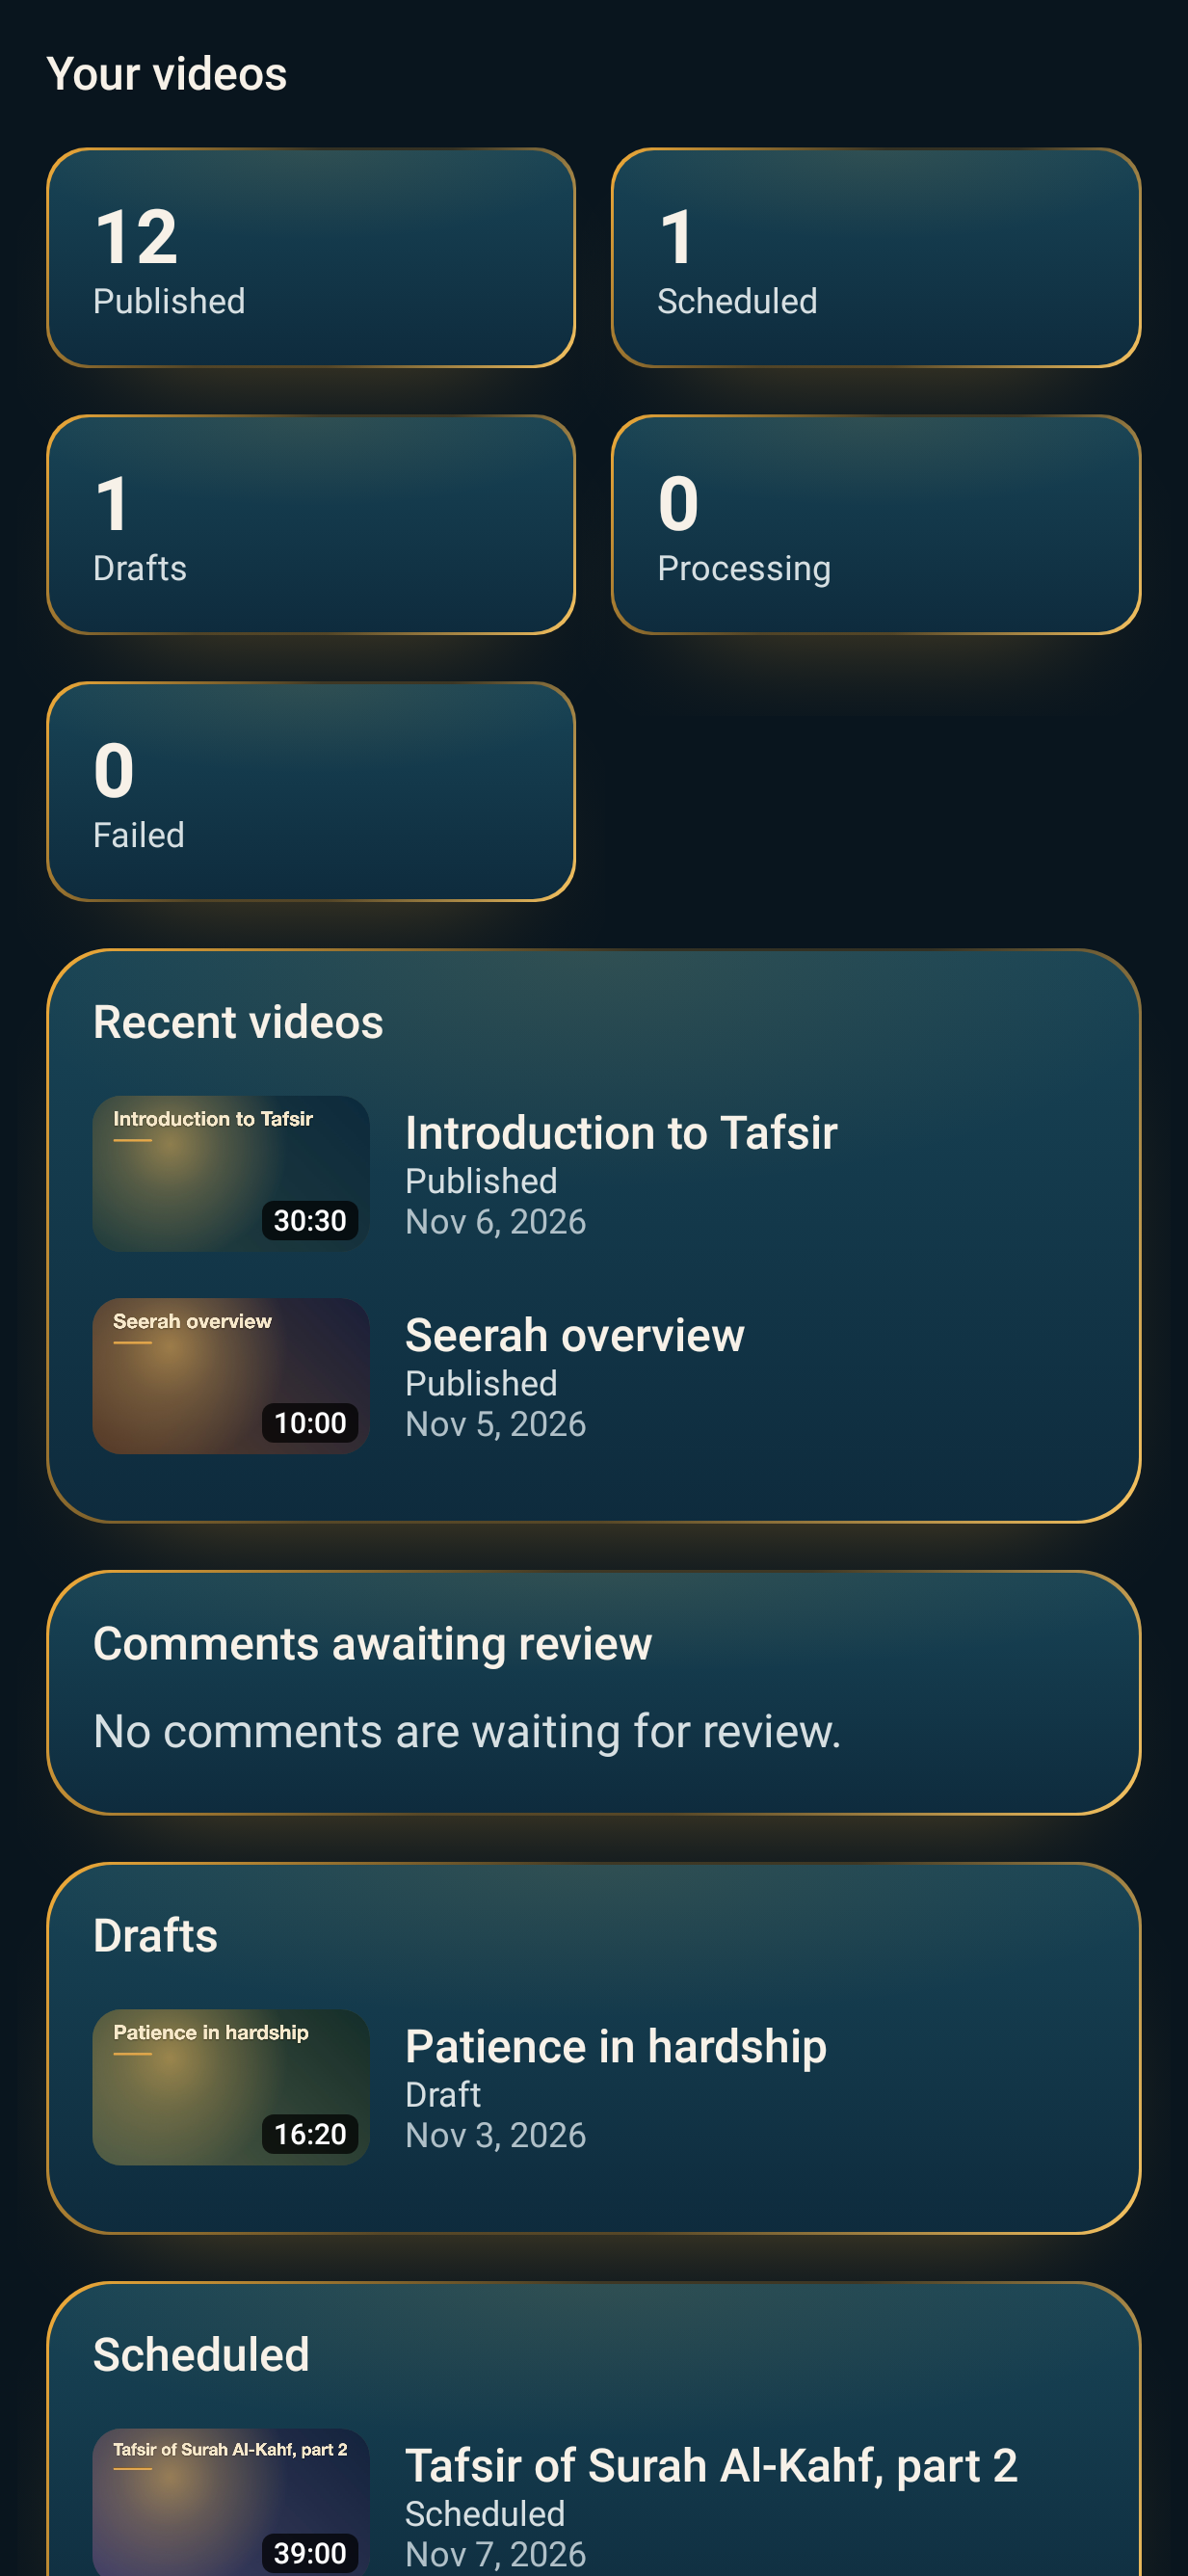 Your videos
12
Published
1
Scheduled
1
Drafts
0
Processing
0
Failed
Recent videos
Introduction to Tafsir
30:30
Introduction to Tafsir
Published
Nov 6, 2026
Seerah overview
10:00
Seerah overview
Published
Nov 5, 2026
Comments awaiting review
No comments are waiting for review.
Drafts
Patience in hardship
16:20
Patience in hardship
Draft
Nov 3, 2026
Scheduled
Tafsir of Surah Al-Kahf, part 2
39:00
Tafsir of Surah Al-Kahf, part 2
Scheduled
Nov 7, 2026